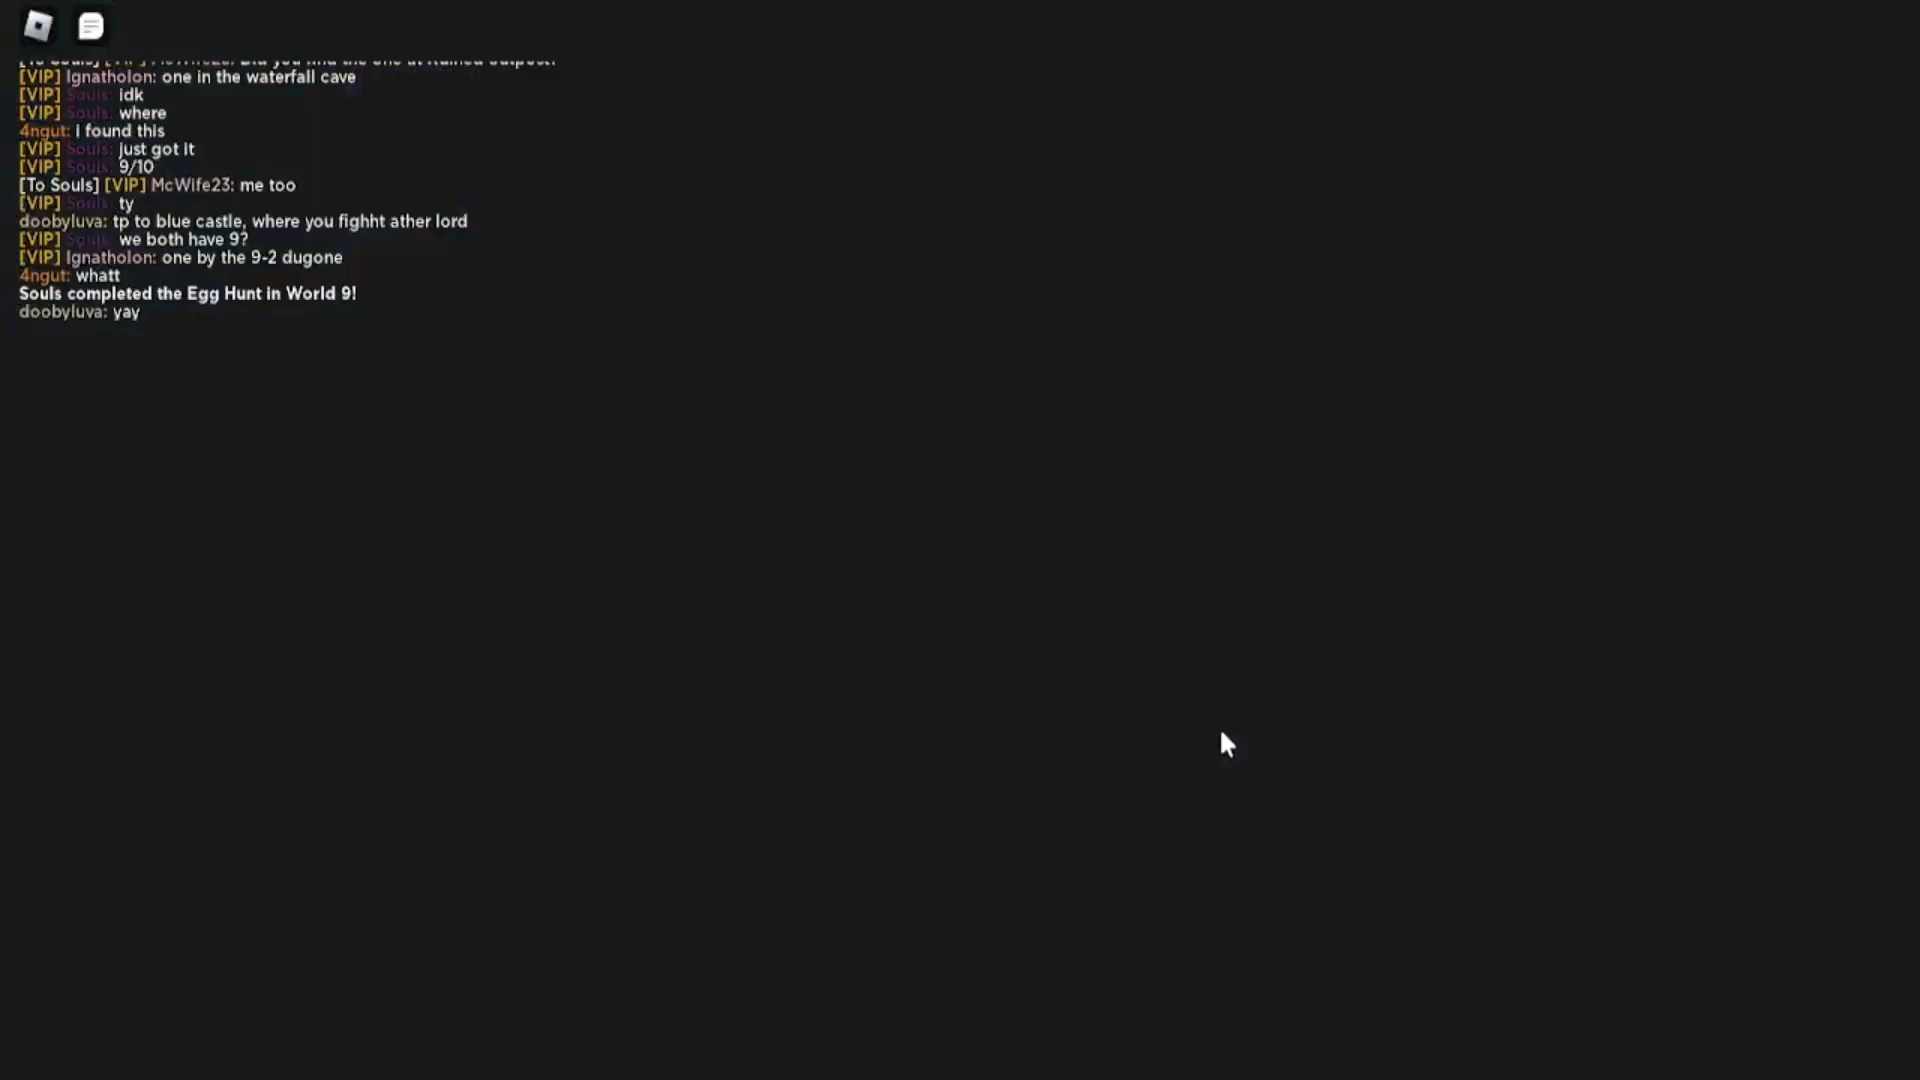 [VIP] Ignatholon: one in the waterfall cave
[VIP] Souls: idk
[VIP] Souls: where
4ngut: i found this
[VIP] Souls: just got it
[VIP] Souls: 9/10
[To Souls] [VIP] McWife23: me too
[VIP] Souls: ty
doobyluva: tp to blue castle, where you fighht ather lord
[VIP] Souls: we both have 9?
[VIP] Ignatholon: one by the 9-2 dugone
4ngut: whatt
Souls completed the Egg Hunt in World 9!
doobyluva: yay